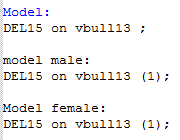 Model:
DEL15 on vbull13 ;
model male:
DEL15 on vbull13 (1);
Model female:
DEL15 on vbull13 (1);